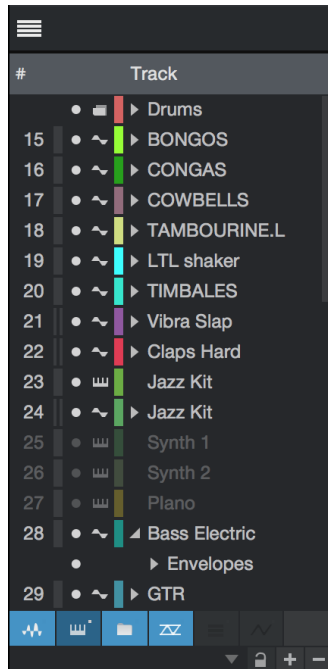 # Track
Drums
15 BONGOS
16 CONGAS
17 COWBELLS
18 TAMBOURINE.L
19 LTL shaker
20 TIMBALES
21 Vibra Slap
22 Claps Hard
23 Jazz Kit
24 Jazz Kit
25 Synth 1
26 Synth 2
27 Plano
28 Bass Electric
Envelopes
29 GTR